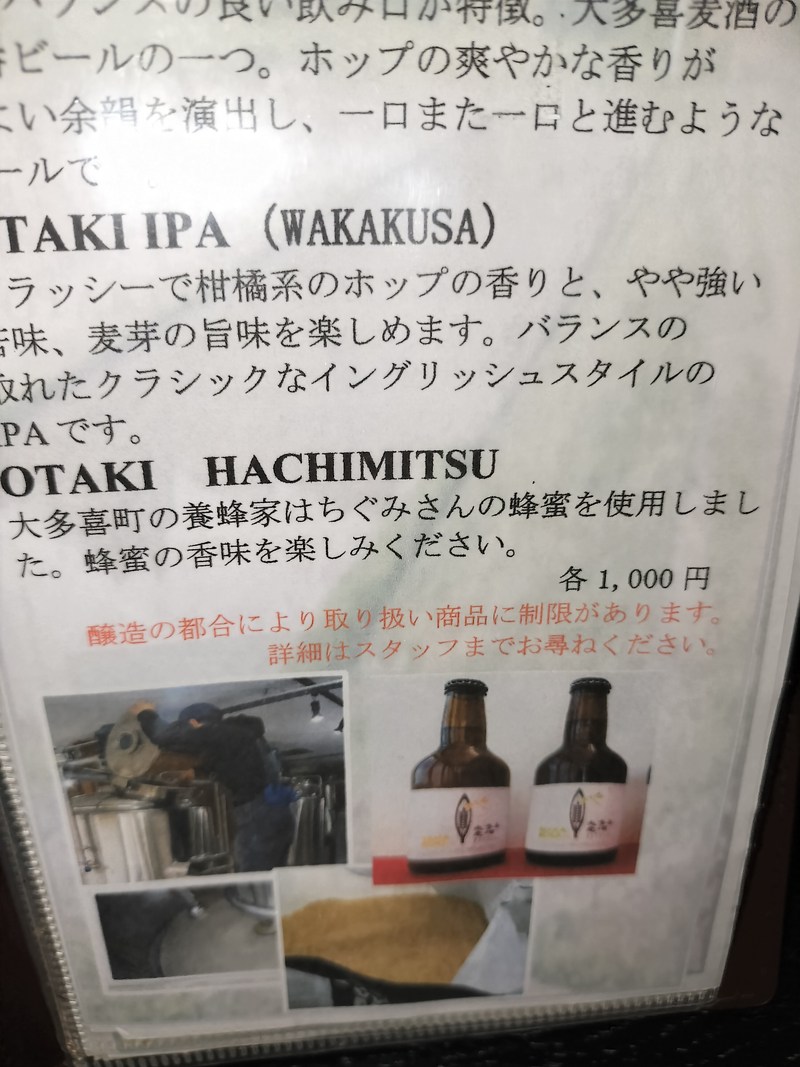 バランスの良い飲み口が特徴。大多喜麦酒の
ビールの一つ。ホップの爽やかな香りが
よい余韻を演出し、一口また一口と進むような
ールで
TAKI IPA（WAKAKUSA）
ラッシーで柑橘系のホップの香りと、やや強い
苦味、麦芽の旨味を楽しめます。バランスの
取れたクラシックなイングリッシュスタイルの
IPAです。
OTAKI HACHIMITSU
大多喜町の養蜂家はちぐみさんの蜂蜜を使用しまし
た。蜂蜜の香味を楽しみください。
各 1,000 円
醸造の都合により取り扱い商品に制限があります。
詳細はスタッフまでお尋ねください。